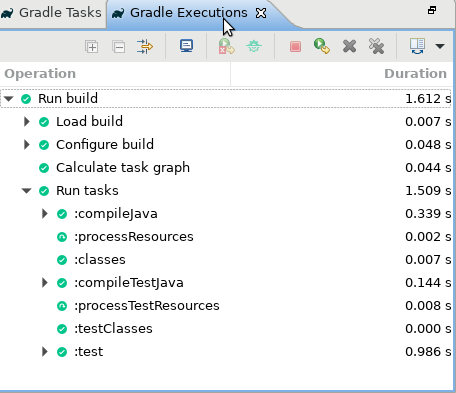 Gradle Tasks Gradle Executions
Operation Duration
Run build 1.612 s
Load build 0.007 s
Configure build 0.048 s
Calculate task graph 0.044 s
Run tasks 1.509 s
:compileJava 0.339 s
:processResources 0.002 s
:classes 0.007 s
:compileTestJava 0.144 s
:processTestResources 0.008 s
:testClasses 0.000 s
:test 0.986 s